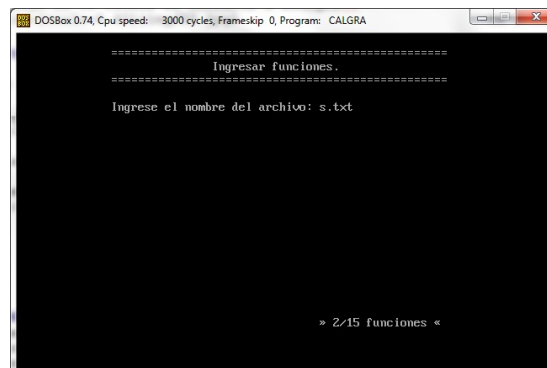 DOSBox 0.74, Cpu speed: 3000 cycles, Frameskip 0, Program: CALGRA
==================================================
Ingresar funciones.
==================================================
Ingrese el nombre del archivo: s.txt
» 2/15 funciones «